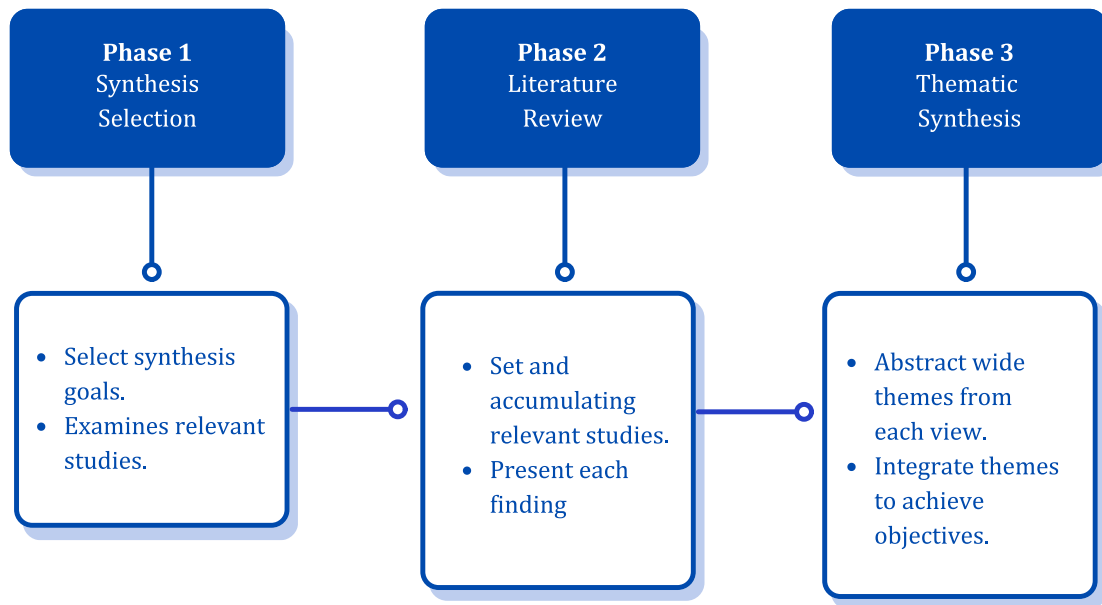 Phase 1
Synthesis
Selection
• Select synthesis
goals.
• Examines relevant
studies.
Phase 2
Literature
Review
• Set and
accumulating
relevant studies.
• Present each
finding
Phase 3
Thematic
Synthesis
• Abstract wide
themes from
each view.
• Integrate themes
to achieve
objectives.